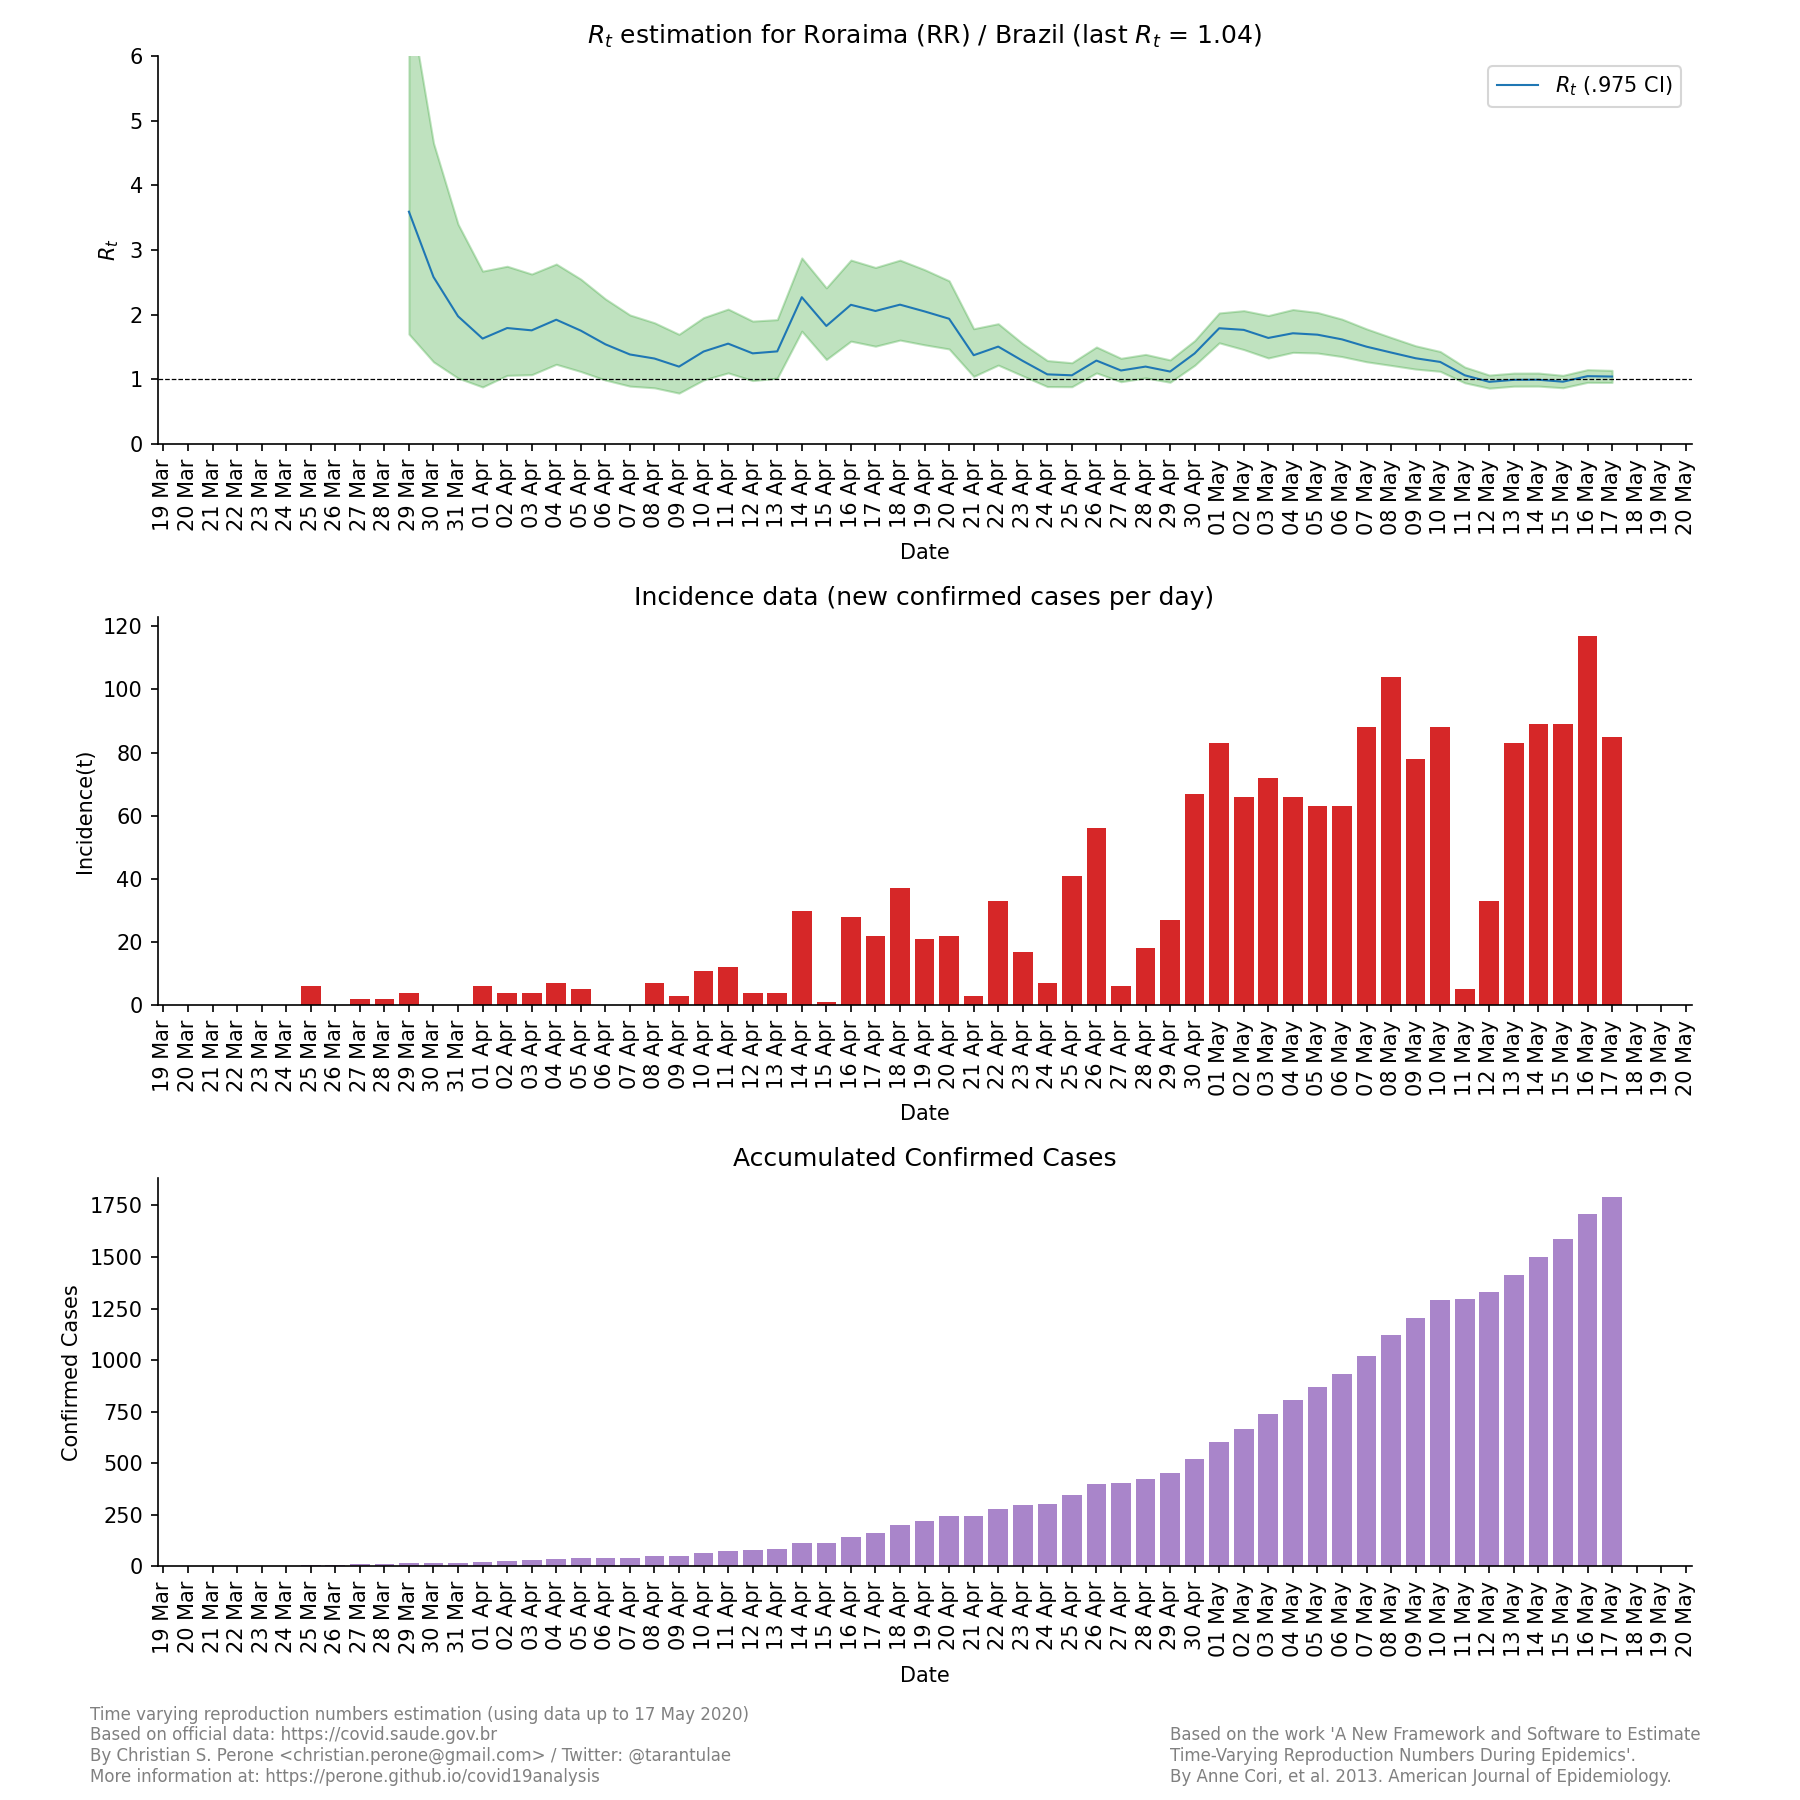 R_t estimation for Roraima (RR) / Brazil (last R_t = 1.04)
6
5
4
3
2
1
0
R_t
R_t (.975 CI)
19 Mar 20 Mar 21 Mar 22 Mar 23 Mar 24 Mar 25 Mar 26 Mar 27 Mar 28 Mar 29 Mar 30 Mar 31 Mar 01 Apr 02 Apr 03 Apr 04 Apr 05 Apr 06 Apr 07 Apr 08 Apr 09 Apr 10 Apr 11 Apr 12 Apr 13 Apr 14 Apr 15 Apr 16 Apr 17 Apr 18 Apr 19 Apr 20 Apr 21 Apr 22 Apr 23 Apr 24 Apr 25 Apr 26 Apr 27 Apr 28 Apr 29 Apr 30 Apr 01 May 02 May 03 May 04 May 05 May 06 May 07 May 08 May 09 May 10 May 11 May 12 May 13 May 14 May 15 May 16 May 17 May 18 May 19 May 20 May
Date
Incidence data (new confirmed cases per day)
120
100
80
60
40
20
0
Incidence(t)
19 Mar 20 Mar 21 Mar 22 Mar 23 Mar 24 Mar 25 Mar 26 Mar 27 Mar 28 Mar 29 Mar 30 Mar 31 Mar 01 Apr 02 Apr 03 Apr 04 Apr 05 Apr 06 Apr 07 Apr 08 Apr 09 Apr 10 Apr 11 Apr 12 Apr 13 Apr 14 Apr 15 Apr 16 Apr 17 Apr 18 Apr 19 Apr 20 Apr 21 Apr 22 Apr 23 Apr 24 Apr 25 Apr 26 Apr 27 Apr 28 Apr 29 Apr 30 Apr 01 May 02 May 03 May 04 May 05 May 06 May 07 May 08 May 09 May 10 May 11 May 12 May 13 May 14 May 15 May 16 May 17 May 18 May 19 May 20 May
Date
Accumulated Confirmed Cases
1750
1500
1250
1000
750
500
250
0
Confirmed Cases
19 Mar 20 Mar 21 Mar 22 Mar 23 Mar 24 Mar 25 Mar 26 Mar 27 Mar 28 Mar 29 Mar 30 Mar 31 Mar 01 Apr 02 Apr 03 Apr 04 Apr 05 Apr 06 Apr 07 Apr 08 Apr 09 Apr 10 Apr 11 Apr 12 Apr 13 Apr 14 Apr 15 Apr 16 Apr 17 Apr 18 Apr 19 Apr 20 Apr 21 Apr 22 Apr 23 Apr 24 Apr 25 Apr 26 Apr 27 Apr 28 Apr 29 Apr 30 Apr 01 May 02 May 03 May 04 May 05 May 06 May 07 May 08 May 09 May 10 May 11 May 12 May 13 May 14 May 15 May 16 May 17 May 18 May 19 May 20 May
Date
Time varying reproduction numbers estimation (using data up to 17 May 2020)
Based on official data: https://covid.saude.gov.br
By Christian S. Perone <christian.perone@gmail.com> / Twitter: @tarantulae
More information at: https://perone.github.io/covid19analysis
Based on the work 'A New Framework and Software to Estimate
Time-Varying Reproduction Numbers During Epidemics'.
By Anne Cori, et al. 2013. American Journal of Epidemiology.